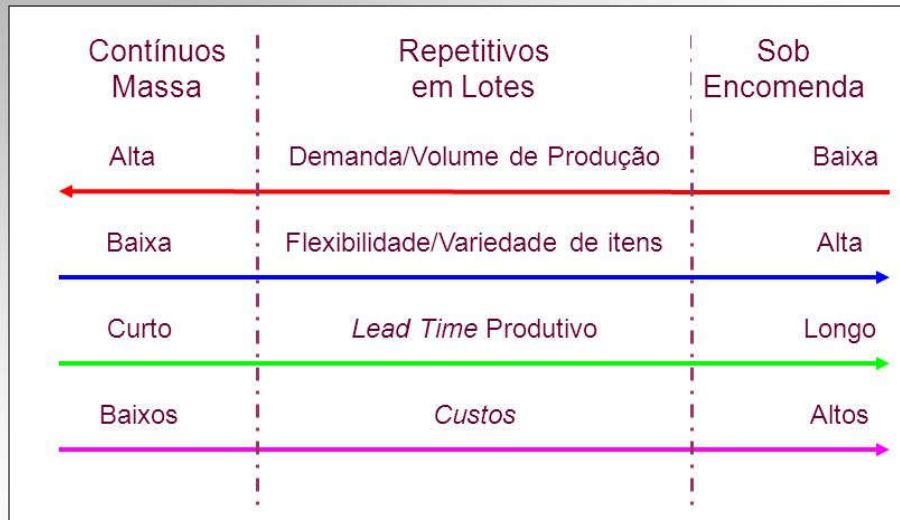 Contínuos Massa
Repetitivos em Lotes
Sob Encomenda
Alta Demanda/Volume de Produção Baixa
Baixa Flexibilidade/Variedade de itens Alta
Curto Lead Time Produtivo Longo
Baixos Custos Altos